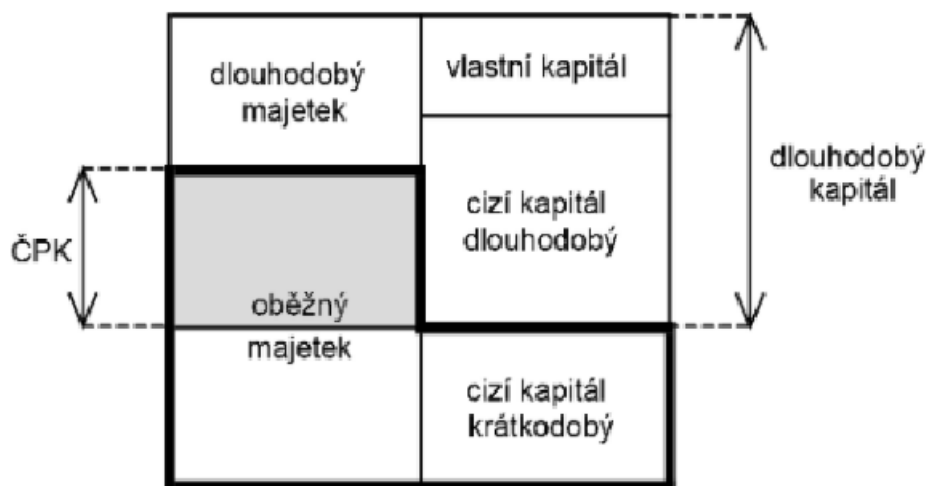 dlouhodobý
majetek
vlastní kapitál
dlouhodobý
kapitál
cizí kapitál
dlouhodobý
ČPK
oběžný
majetek
cizí kapitál
krátkodobý